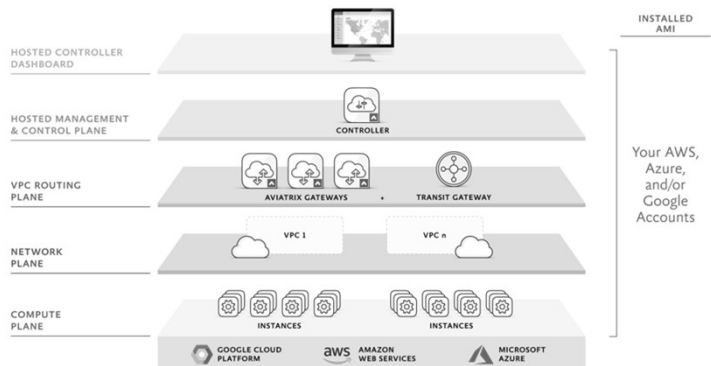 INSTALLED
AMI
HOSTED CONTROLLER
DASHBOARD
HOSTED MANAGEMENT
& CONTROL PLANE
CONTROLLER
VPC ROUTING
PLANE
AVIATRIX GATEWAYS
+
TRANSIT GATEWAY
Your AWS,
Azure,
and/or
Google
Accounts
NETWORK
PLANE
VPC 1
VPC n
COMPUTE
PLANE
INSTANCES
INSTANCES
GOOGLE CLOUD
PLATFORM
aws
AMAZON
WEB SERVICES
MICROSOFT
AZURE